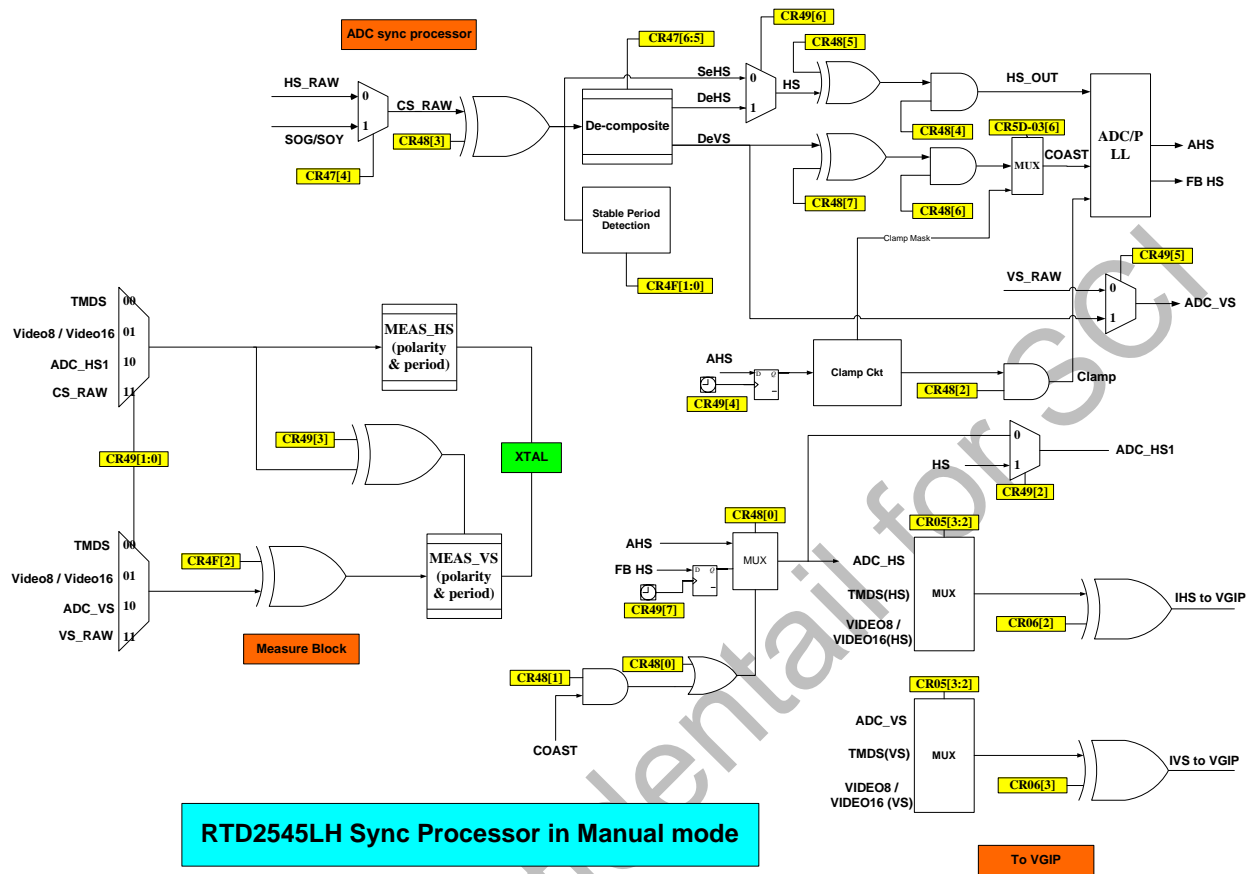 ADC sync processor
CR47[6:5]
CR49[6]
CR48[5]
HS_RAW
0
CS_RAW
1
SOG/SOY
CR48[3]
CR47[4]
SeHS
0
HS
DeHS
1
De-composite
DeVS
HS_OUT
CR48[4]
CR5D-03[6]
MUX
COAST
ADC/P
LL
AHS
FB HS
CR48[7]
CR48[6]
Stable Period
Detection
CR4F[1:0]
Clamp Mask
CR49[5]
VS_RAW
0
ADC_VS
1
AHS
D
Q
CR49[4]
Clamp Ckt
CR48[2]
Clamp
TMDS
00
Video8 / Video16
01
ADC_HS1
10
CS_RAW
11
MEAS_HS
(polarity
& period)
CR49[3]
CR49[1:0]
XTAL
TMDS
00
Video8 / Video16
01
ADC_VS
10
VS_RAW
11
CR4F[2]
MEAS_VS
(polarity
& period)
Measure Block
0
ADC_HS1
HS
1
CR49[2]
CR48[0]
AHS
FB HS
D
Q
MUX
CR49[7]
CR48[0]
CR48[1]
COAST
CR05[3:2]
ADC_HS
TMDS(HS)
MUX
VIDEO8 /
VIDEO16(HS)
CR06[2]
IHS to VGIP
CR05[3:2]
ADC_VS
TMDS(VS)
MUX
VIDEO8 /
VIDEO16 (VS)
CR06[3]
IVS to VGIP
RTD2545LH Sync Processor in Manual mode
To VGIP
dentail for SCI